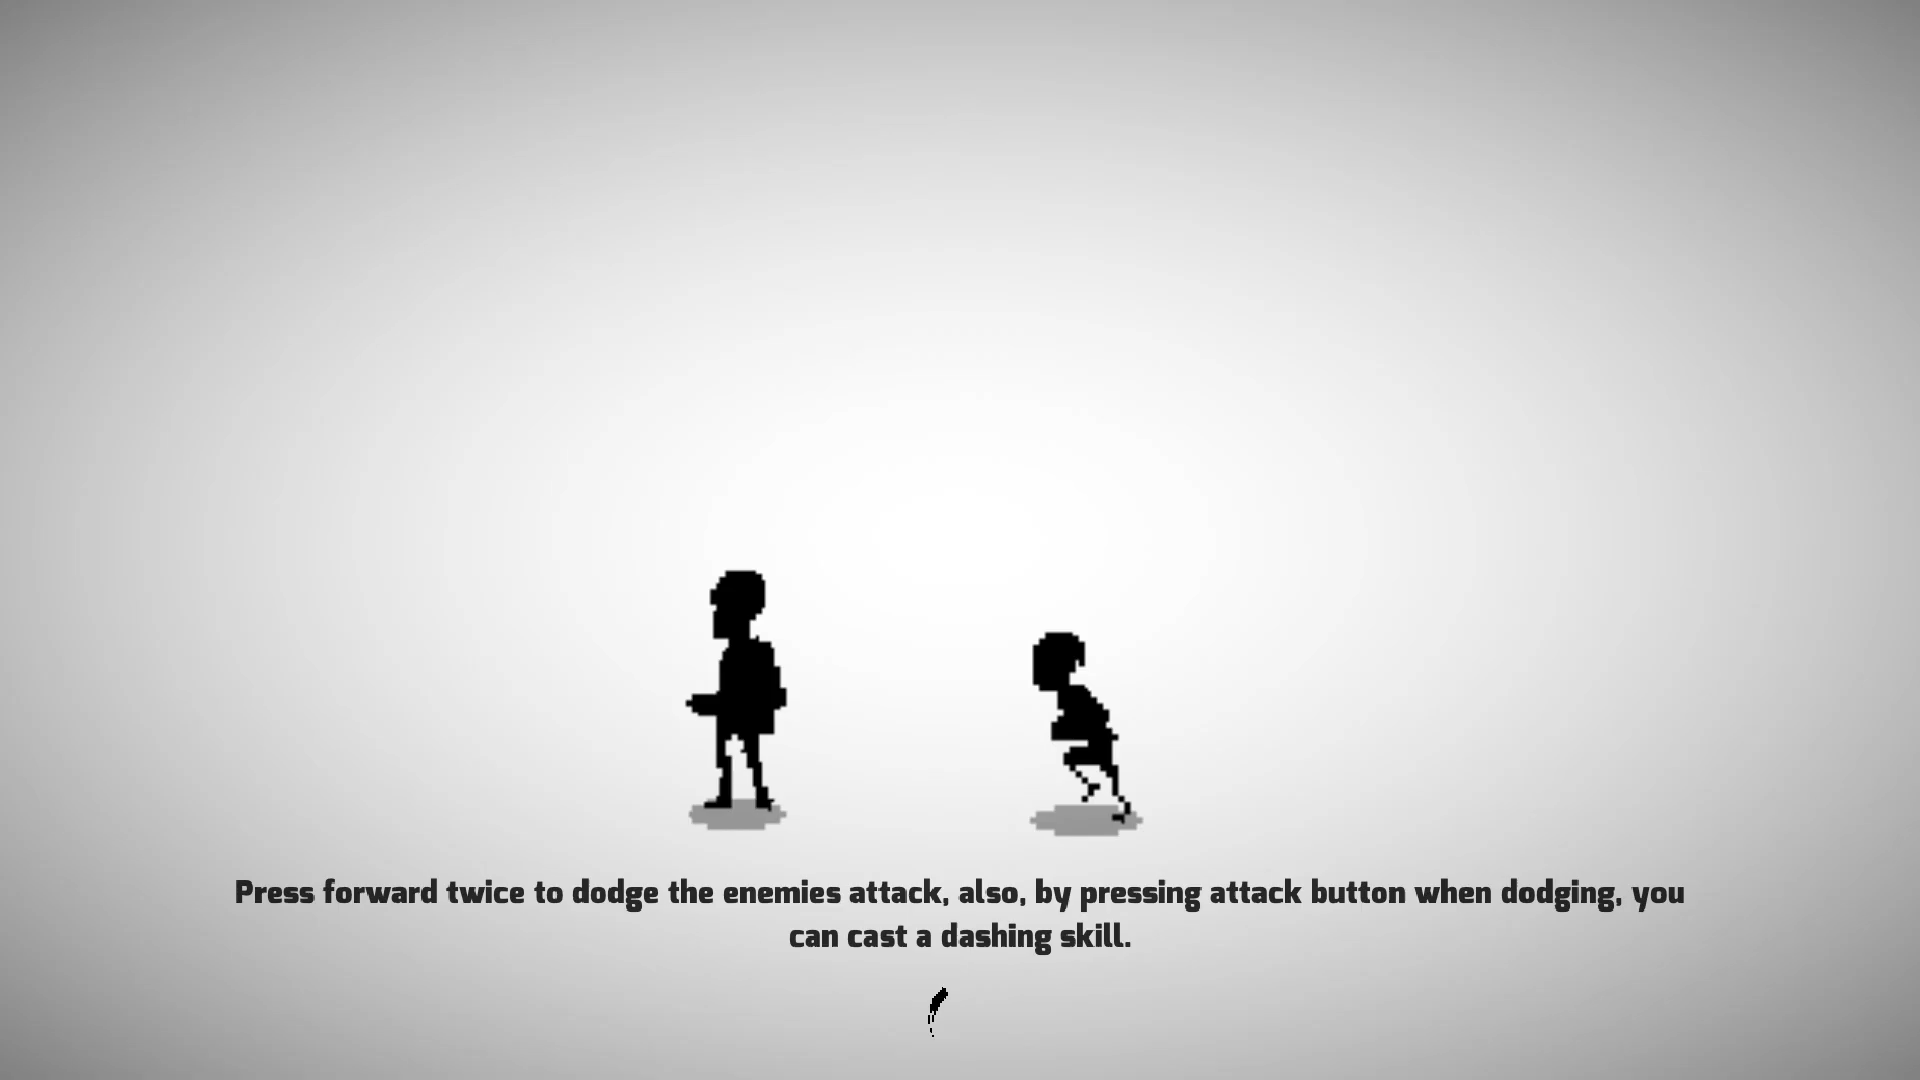 Press forward twice to dodge the enemies attack, also, by pressing attack button when dodging, you
can cast a dashing skill.